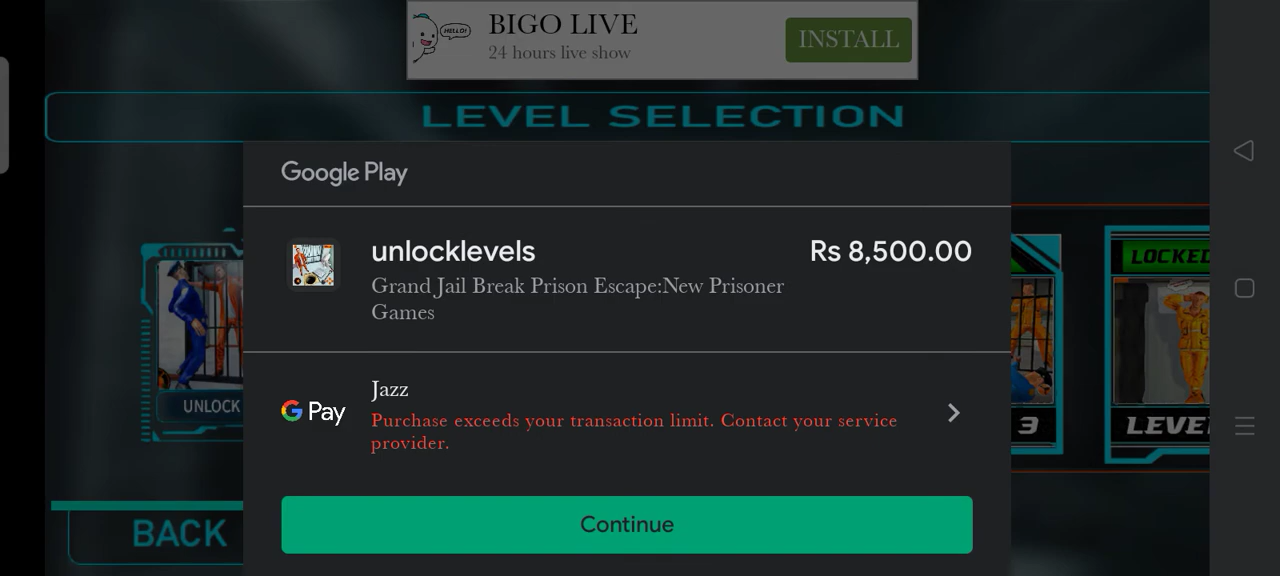 HELLO!
BIGO LIVE
24 hours live show
INSTALL
LEVEL SELECTION
Google Play
unlocklevels
Rs 8,500.00
Grand Jail Break Prison Escape:New Prisoner
Games
LOCKED
Jazz
G Pay
Purchase exceeds your transaction limit. Contact your service
provider.
UNLOCK
3
LEVE
Continue
BACK